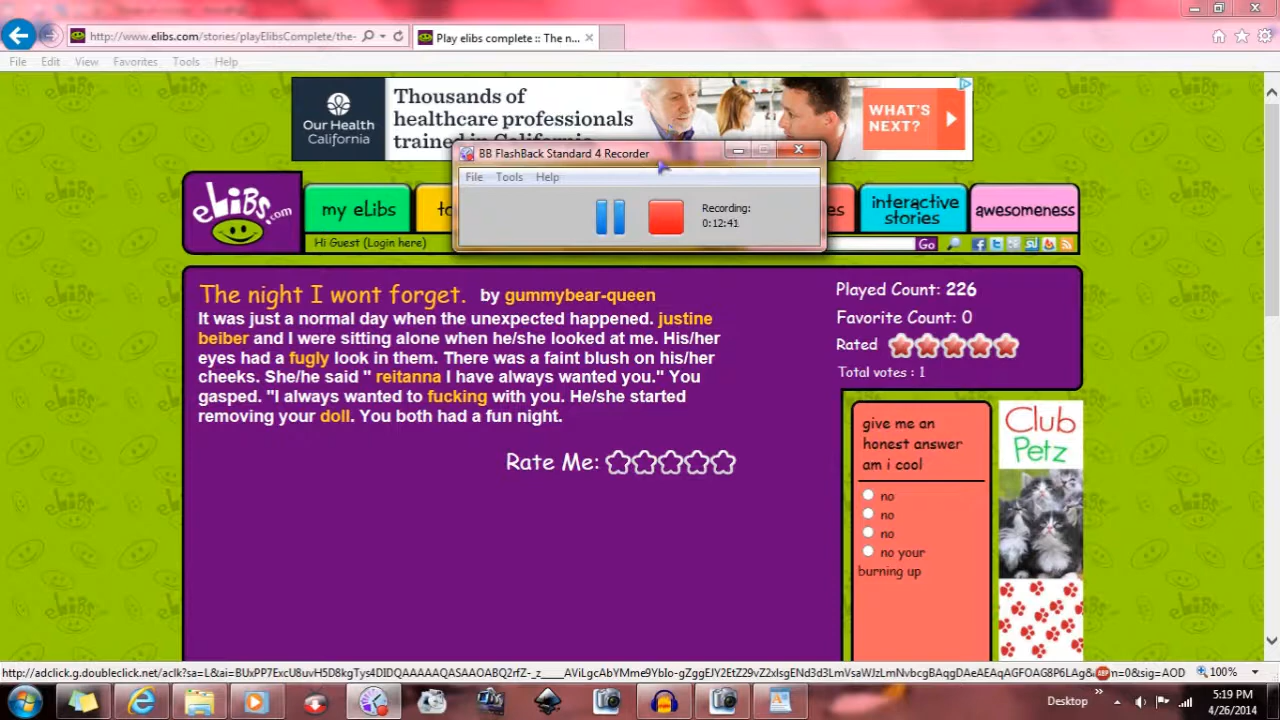 http://www.elibs.com/stories/playElibsComplete/the-
Play elibs complete :: The n...
File Edit View Favorites Tools Help
Our Health
California
Thousands of
healthcare professionals
trained in California
WHAT'S
NEXT?
BB FlashBack Standard 4 Recorder
File Tools Help
Recording:
0:12:41
eLibs.com
my eLibs
interactive
stories
awesomeness
Hi Guest (Login here)
Go
The night I wont forget. by gummybear-queen
It was just a normal day when the unexpected happened. justine
beiber and I were sitting alone when he/she looked at me. His/her
eyes had a fugly look in them. There was a faint blush on his/her
cheeks. She/he said " reitanna I have always wanted you." You
gasped. "I always wanted to fucking with you. He/she started
removing your doll. You both had a fun night.
Rate Me:
Played Count: 226
Favorite Count: 0
Rated
Total votes : 1
give me an
honest answer
am i cool
no
no
no
no your
burning up
Club
Petz
100%
Desktop
5:19 PM
4/26/2014